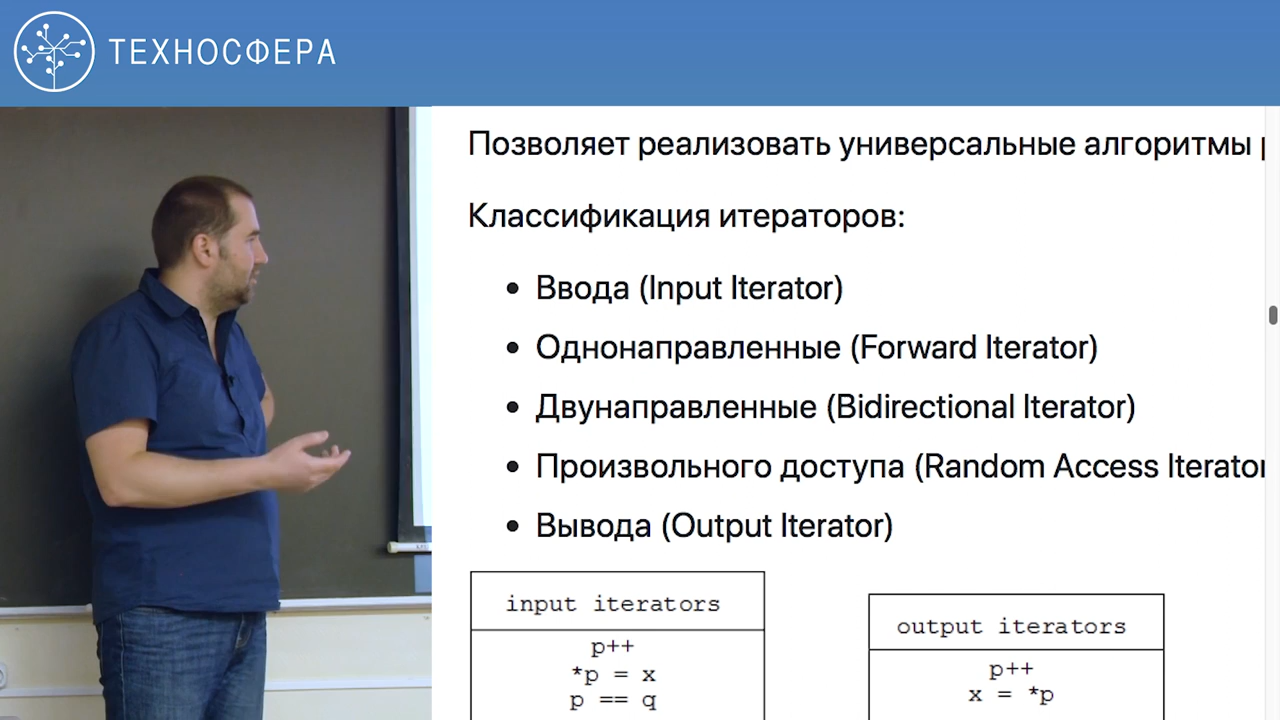 ТЕХНОСФЕРА
Позволяет реализовать универсальные алгоритмы
Классификация итераторов:
• Ввода (Input Iterator)
• Однонаправленные (Forward Iterator)
• Двунаправленные (Bidirectional Iterator)
• Произвольного доступа (Random Access Iterator
• Вывода (Output Iterator)
input iterators
p++
*p = x
p == q
output iterators
p++
x = *p